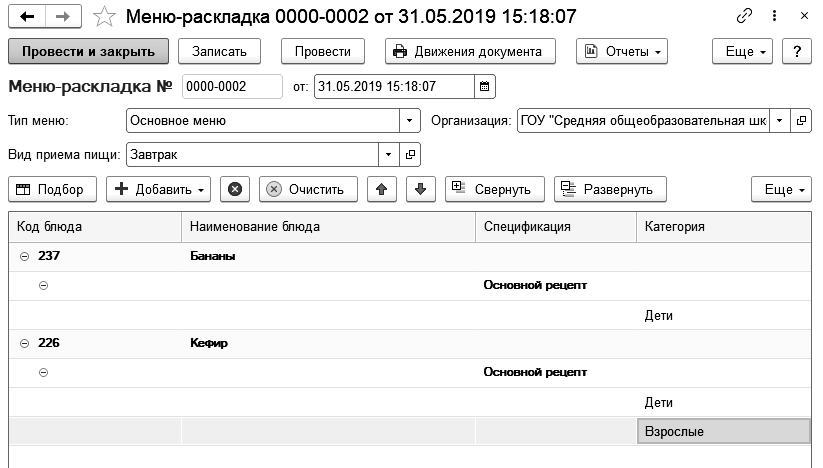 Меню-раскладка 0000-0002 от 31.05.2019 15:18:07
Провести и закрыть Записать Провести Движения документа Отчеты Еще ?
Меню-раскладка № 0000-0002 от: 31.05.2019 15:18:07
Тип меню: Основное меню Организация: ГОУ "Средняя общеобразовательная шк
Вид приема пищи: Завтрак
Подбор Добавить Очистить Свернуть Развернуть Еще
Код блюда Наименование блюда Спецификация Категория
237 Бананы
Основной рецепт
Дети
226 Кефир
Основной рецепт
Дети
Взрослые